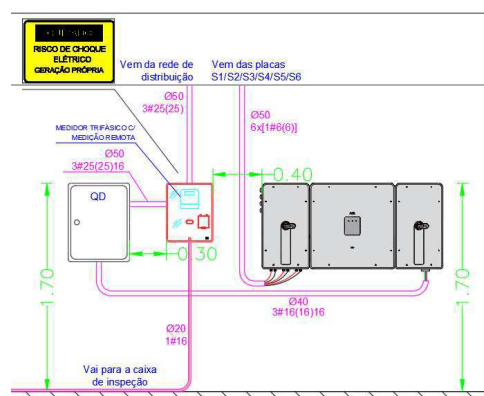 RISCO DE CHOQUE
ELÉTRICO
GERAÇÃO PRÓPRIA
Vem da rede de
distribuição
Vem das placas
S1/S2/S3/S4/S5/S6
Ø50
3#25(25)
Ø50
6x[1#6(6)]
MEDIDOR TRIFÁSICO C/
MEDIÇÃO REMOTA
Ø50
3#25(25)16
0.40
QD
ABB
0.30
1.70
1.70
Ø40
3#16(16)16
Ø20
1#16
Vai para a caixa
de inspeção